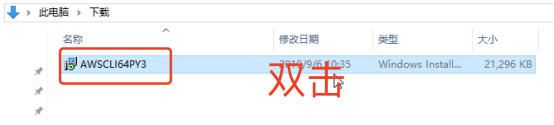 此电脑 › 下载
名称 修改日期 类型 大小
AWSCLI64PY3 2019/9/6 10:35 Windows Install... 21,296 KB
双击